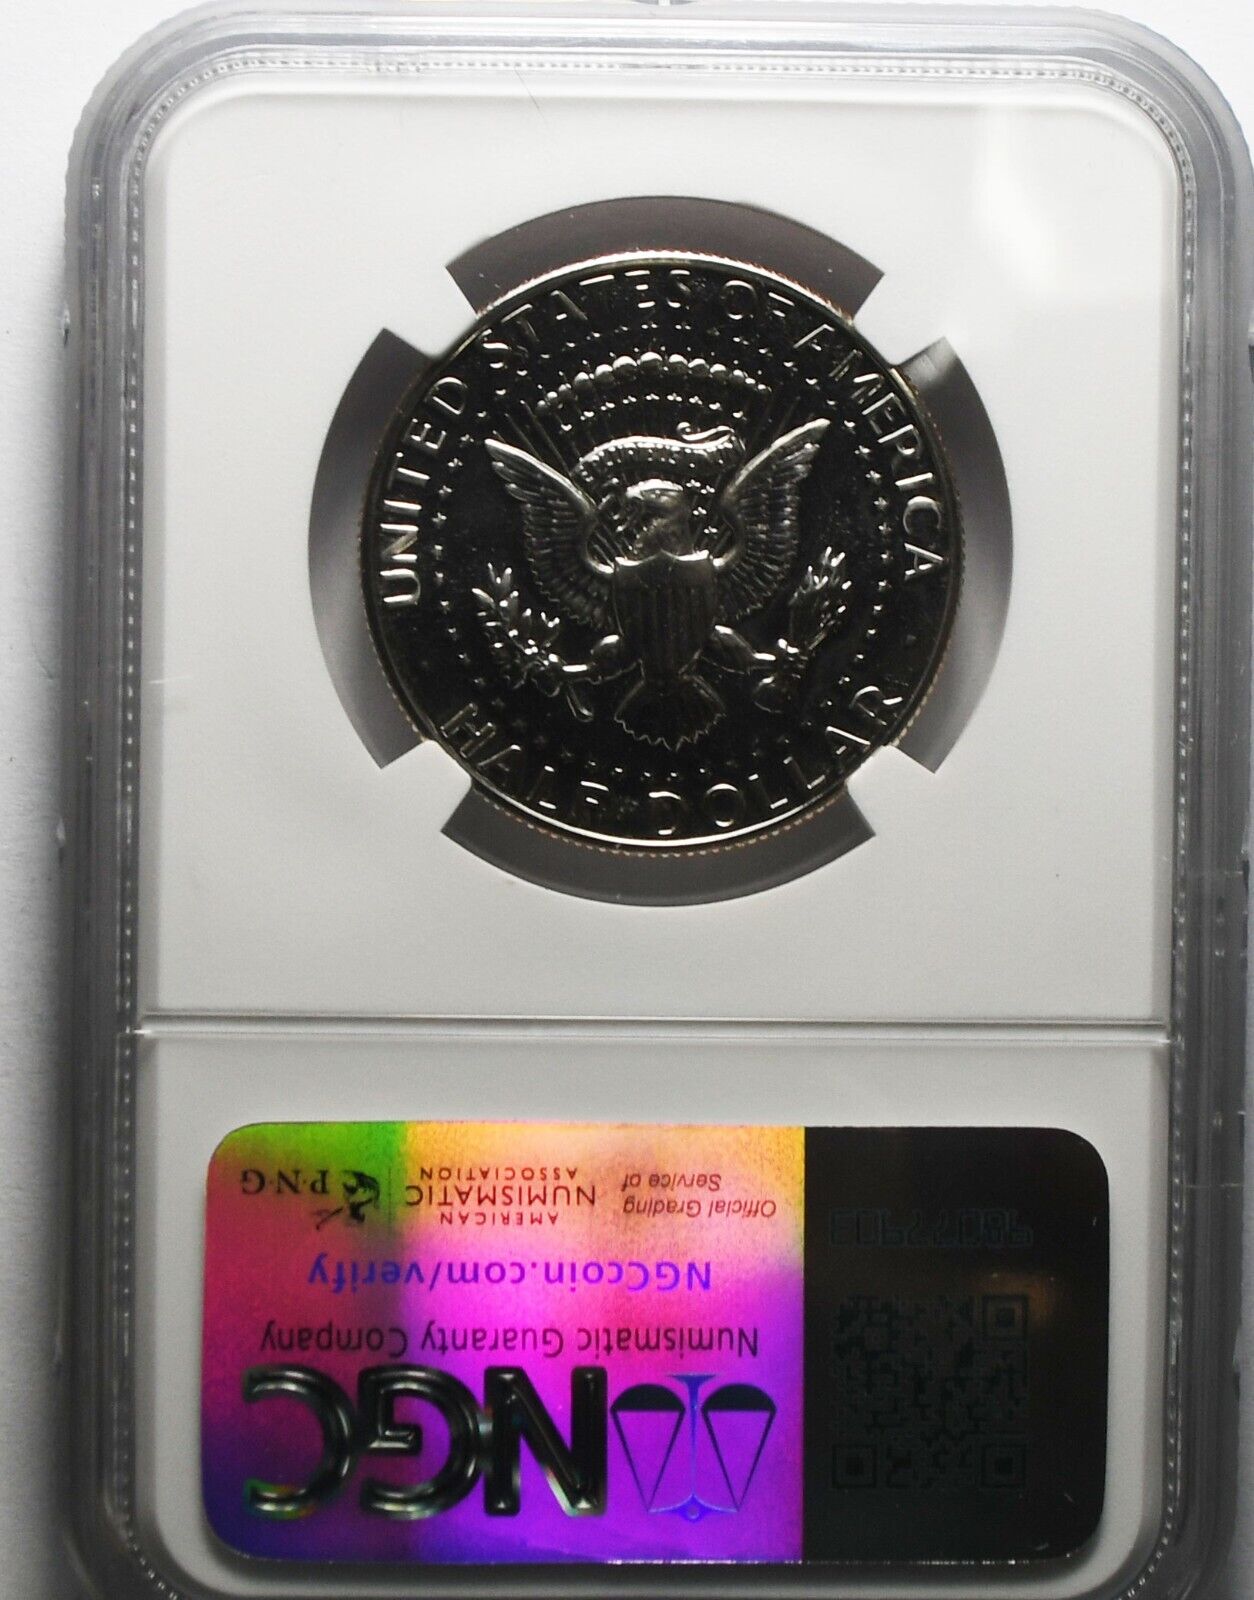 UNITED STATES OF AMERICA
HALF DOLLAR
NGC
Numismatic Guaranty Company
NGCcoin.com/verify
Official Grading
Service of
AMERICAN
NUMISMATIC
ASSOCIATION
P·N·G